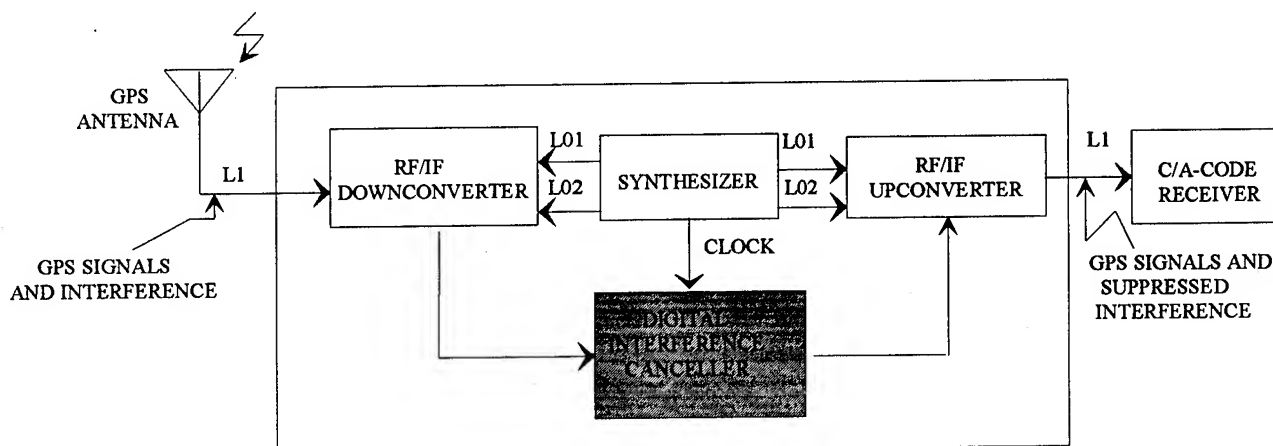 GPS
ANTENNA
L1
GPS SIGNALS
AND INTERFERENCE
RF/IF
DOWNCONVERTER
L01
L02
SYNTHESIZER
CLOCK
L01
L02
RF/IF
UPCONVERTER
DIGITAL
INTERFERENCE
CANCELLER
L1
C/A-CODE
RECEIVER
GPS SIGNALS AND
SUPPRESSED
INTERFERENCE